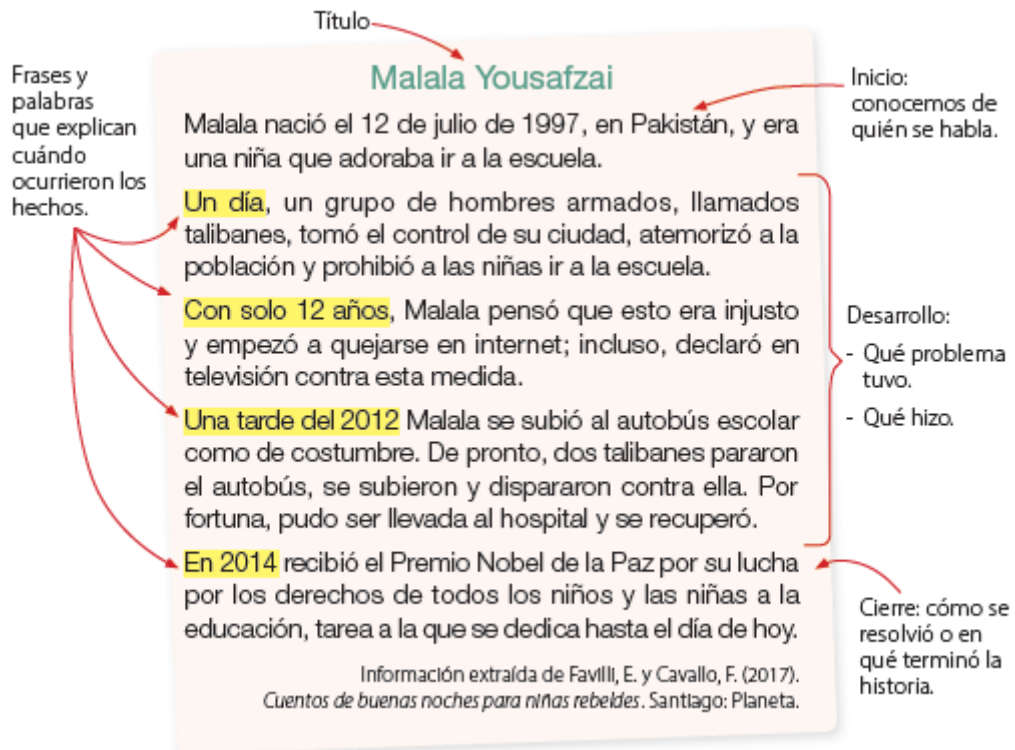 Título
Malala Yousafzai
Frases y
palabras
que explican
cuándo
ocurrieron los
hechos.
Inicio:
conocemos de
quién se habla.
Malala nació el 12 de julio de 1997, en Pakistán, y era
una niña que adoraba ir a la escuela.
Un día, un grupo de hombres armados, llamados
talibanes, tomó el control de su ciudad, atemorizó a la
población y prohibió a las niñas ir a la escuela.
Con solo 12 años, Malala pensó que esto era injusto
y empezó a quejarse en internet; incluso, declaró en
televisión contra esta medida.
Una tarde del 2012 Malala se subió al autobús escolar
como de costumbre. De pronto, dos talibanes pararon
el autobús, se subieron y dispararon contra ella. Por
fortuna, pudo ser llevada al hospital y se recuperó.
Desarrollo:
- Qué problema
tuvo.
- Qué hizo.
En 2014 recibió el Premio Nobel de la Paz por su lucha
por los derechos de todos los niños y las niñas a la
educación, tarea a la que se dedica hasta el día de hoy.
Cierre: cómo se
resolvió o en
qué terminó la
historia.
Información extraída de Favilli, E. y Cavallo, F. (2017).
Cuentos de buenas noches para niñas rebeldes. Santiago: Planeta.